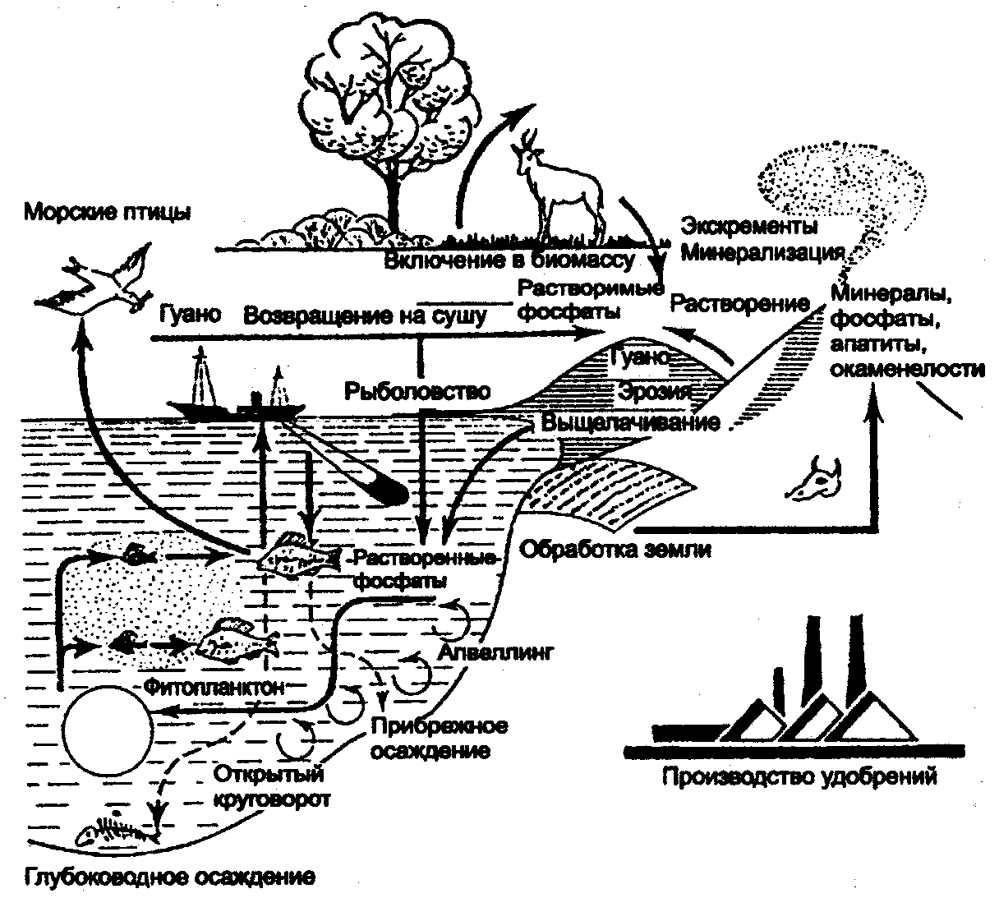 Морские птицы
Экскременты
Минерализация
Включение в биомассу
Растворимые
фосфаты
Растворение
Минералы,
фосфаты,
апатиты,
окаменелости
Гуано
Возвращение на сушу
Гуано
Рыболовство
Эрозия
Выщелачивание
Обработка земли
Растворенные
фосфаты
Апвеллинг
Фитопланктон
Прибрежное
осаждение
Открытый
круговорот
Производство удобрений
Глубоководное осаждение